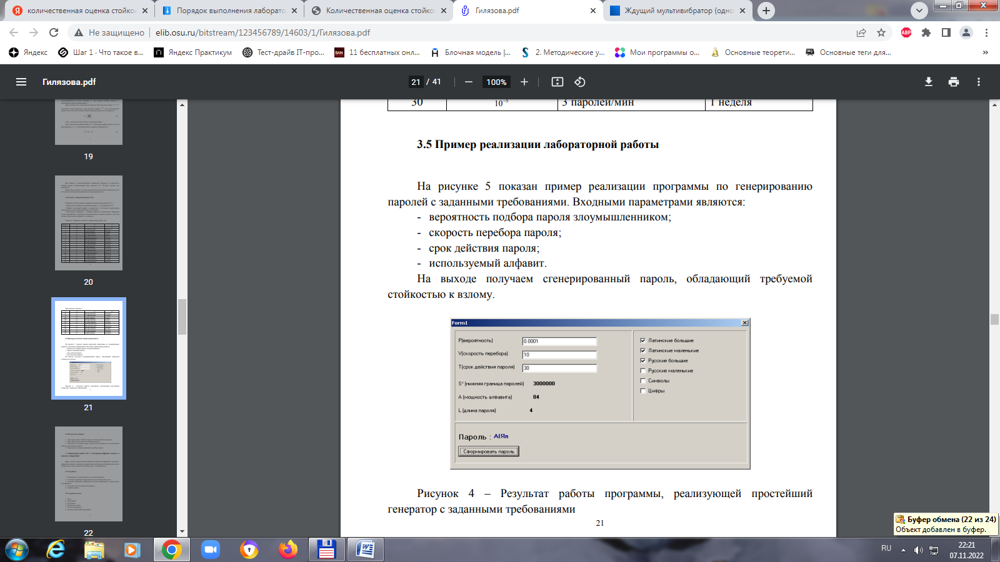 количественная оценка стойко
Порядок выполнения лаборато
Количественная оценка стойко
Гилязова.pdf
Ждущий мультивибратор (одно
Не защищено
elib.osu.ru/bitstream/123456789/14603/1/Гилязова.pdf
ABP
Яндекс
Шаг 1 · Что такое в...
Яндекс Практикум
Тест-драйв IT-про...
11 бесплатных онл...
Блочная модель |...
2. Методические у...
Мои программы о...
Основные теорети...
Основные теги для...
»
Гилязова.pdf
21 / 41
100%
19
20
21
22
30
10⁻⁵
3 паролей/мин
1 неделя
3.5 Пример реализации лабораторной работы
На рисунке 5 показан пример реализации программы по генерированию
паролей с заданными требованиями. Входными параметрами являются:
- вероятность подбора пароля злоумышленником;
- скорость перебора пароля;
- срок действия пароля;
- используемый алфавит.
На выходе получаем сгенерированный пароль, обладающий требуемой
стойкостью к взлому.
Form1
P(вероятность) 0.0001
V(скорость перебора) 10
T(срок действия пароля) 30
S* (нижняя граница паролей) 3000000
A (мощность алфавита) 84
L (длина пароля) 4
Латинские большие
Латинские маленькие
Русские большие
Русские маленькие
Символы
Цифры
Пароль : AIЯп
Сформировать пароль
Рисунок 4 – Результат работы программы, реализующей простейший
генератор с заданными требованиями
21
Буфер обмена (22 из 24)
Объект добавлен в буфер.
RU
22:21
07.11.2022